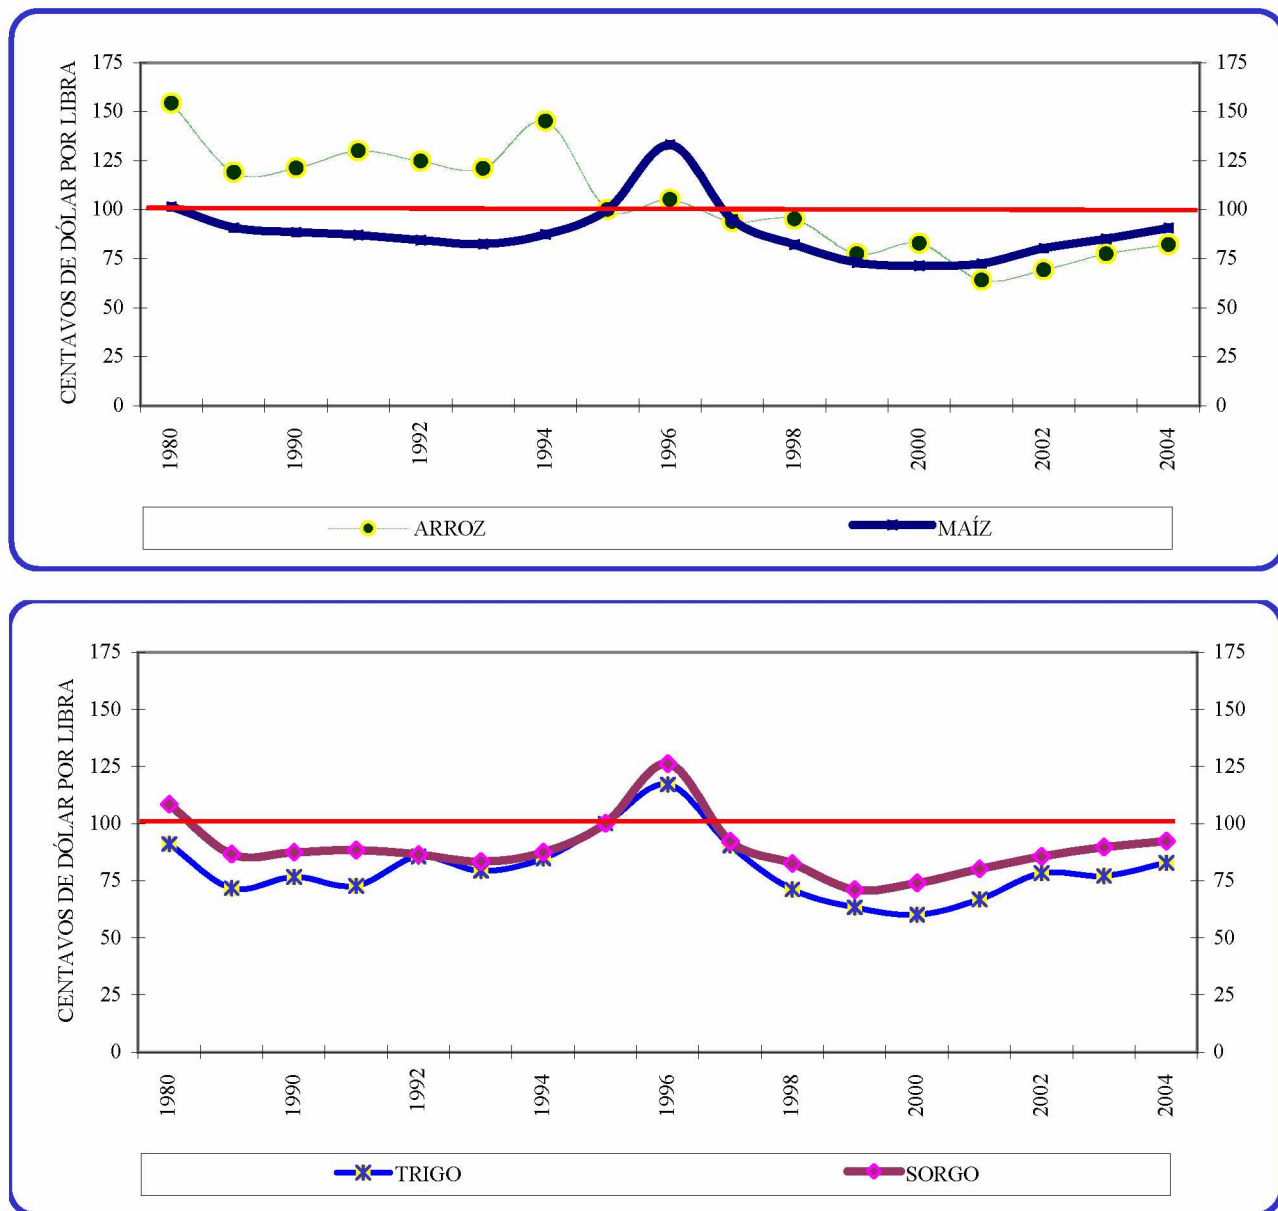 CENTAVOS DE DÓLAR POR LIBRA
175 175
150 150
125 125
100 100
75 75
50 50
25 25
0 0
1980 1990 1992 1994 1996 1998 2000 2002 2004
ARROZ MAÍZ
CENTAVOS DE DÓLAR POR LIBRA
175 175
150 150
125 125
100 100
75 75
50 50
25 25
0 0
1980 1990 1992 1994 1996 1998 2000 2002 2004
TRIGO SORGO